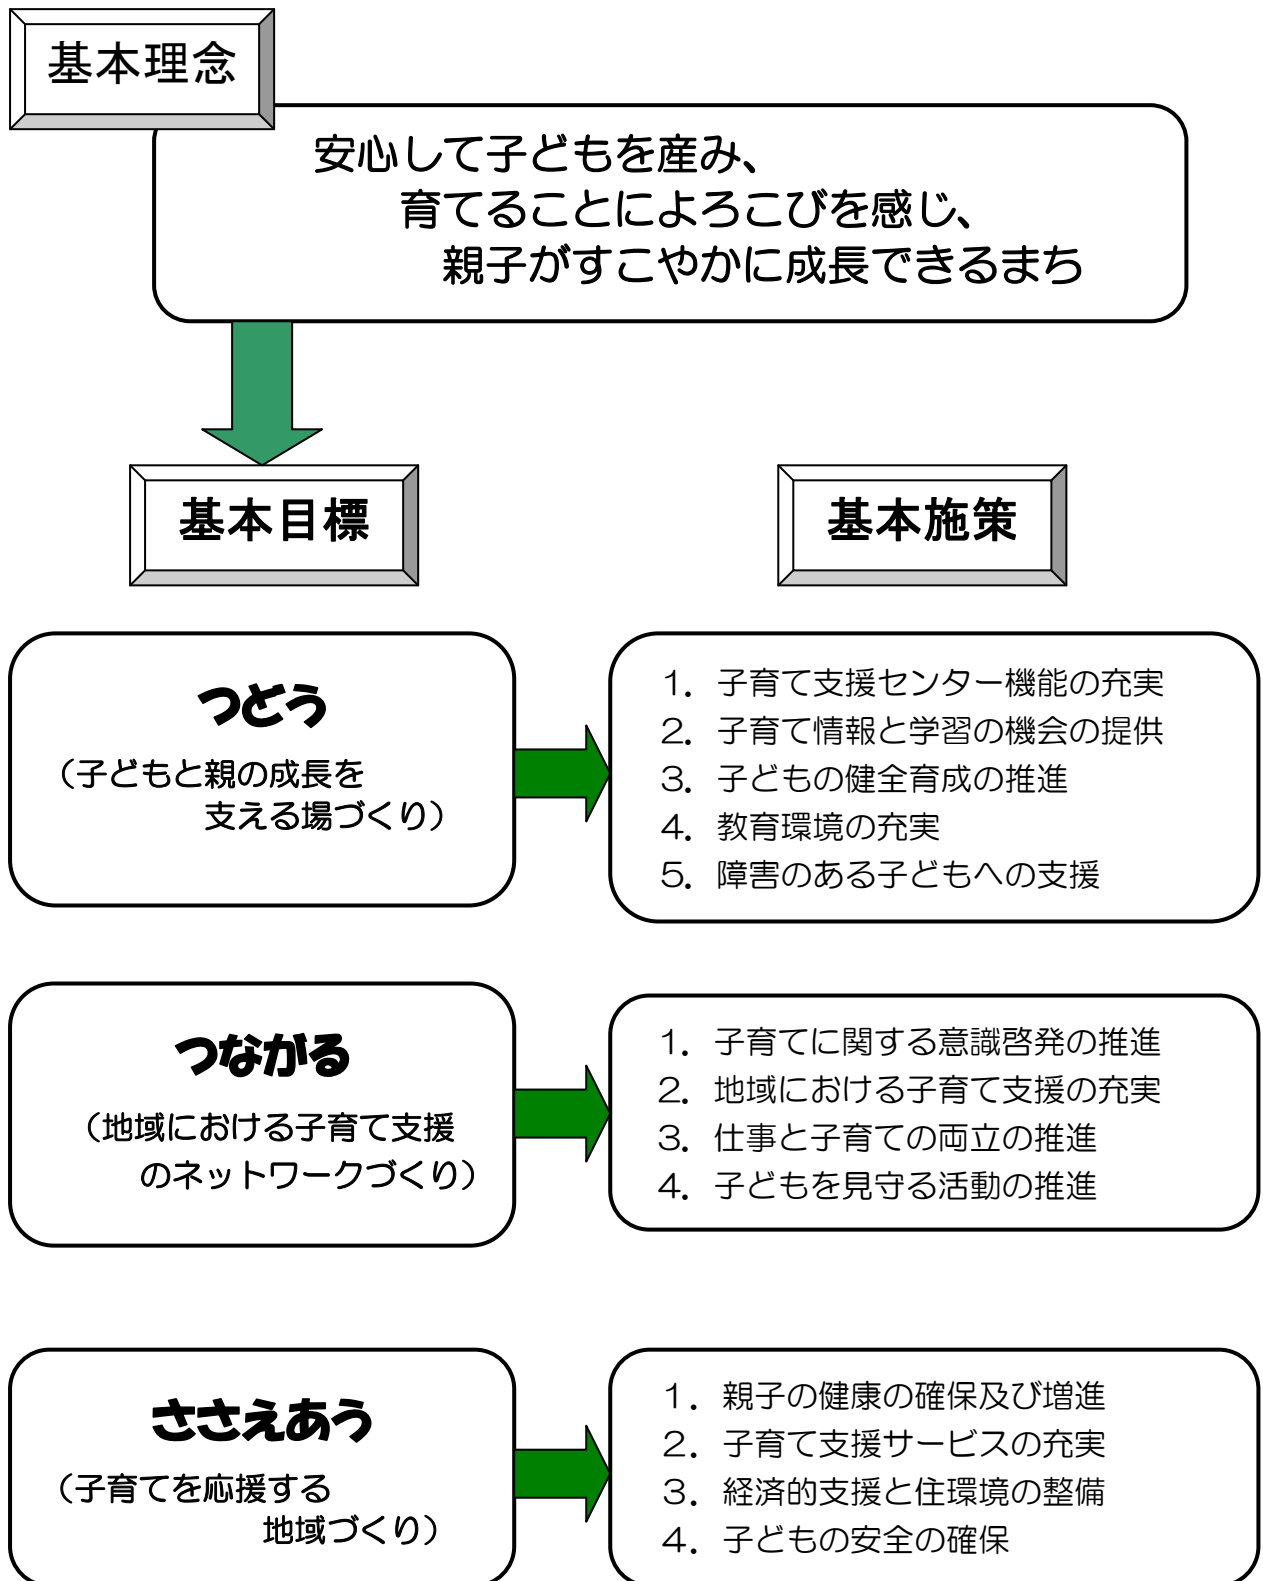 基本理念
安心して子どもを産み、
育てることによろこびを感じ、
親子がすこやかに成長できるまち
基本目標
基本施策
つどう
（子どもと親の成長を
支える場づくり）
１．子育て支援センター機能の充実
２．子育て情報と学習の機会の提供
３．子どもの健全育成の推進
４．教育環境の充実
５．障害のある子どもへの支援
つながる
（地域における子育て支援
のネットワークづくり）
１．子育てに関する意識啓発の推進
２．地域における子育て支援の充実
３．仕事と子育ての両立の推進
４．子どもを見守る活動の推進
ささえあう
（子育てを応援する
地域づくり）
１．親子の健康の確保及び増進
２．子育て支援サービスの充実
３．経済的支援と住環境の整備
４．子どもの安全の確保